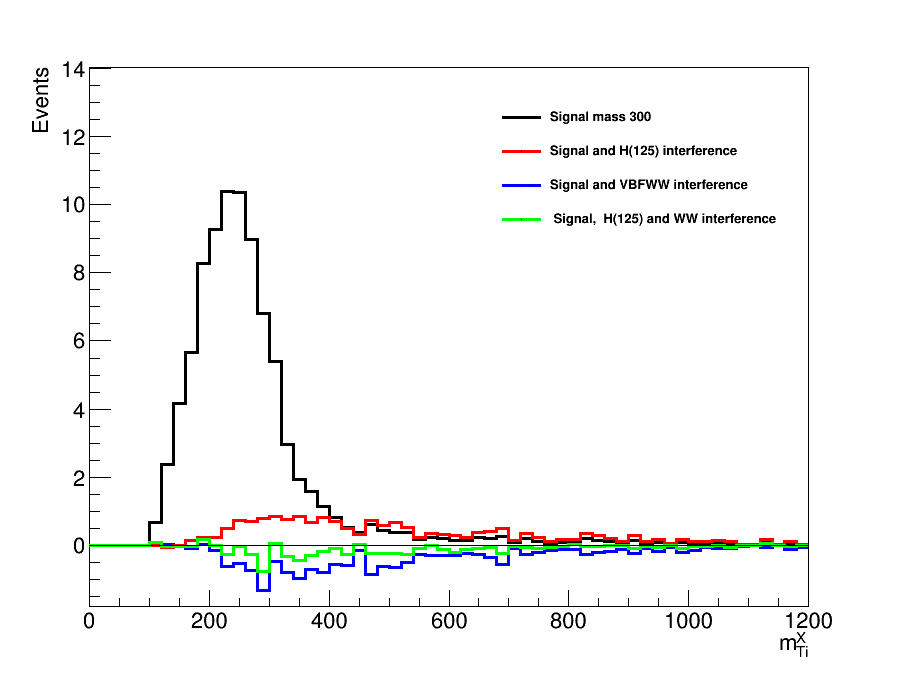 Events
14
12
10
8
6
4
2
0
Signal mass 300
Signal and H(125) interference
Signal and VBFWW interference
Signal, H(125) and WW interference
0 200 400 600 800 1000 1200
m^X_Ti